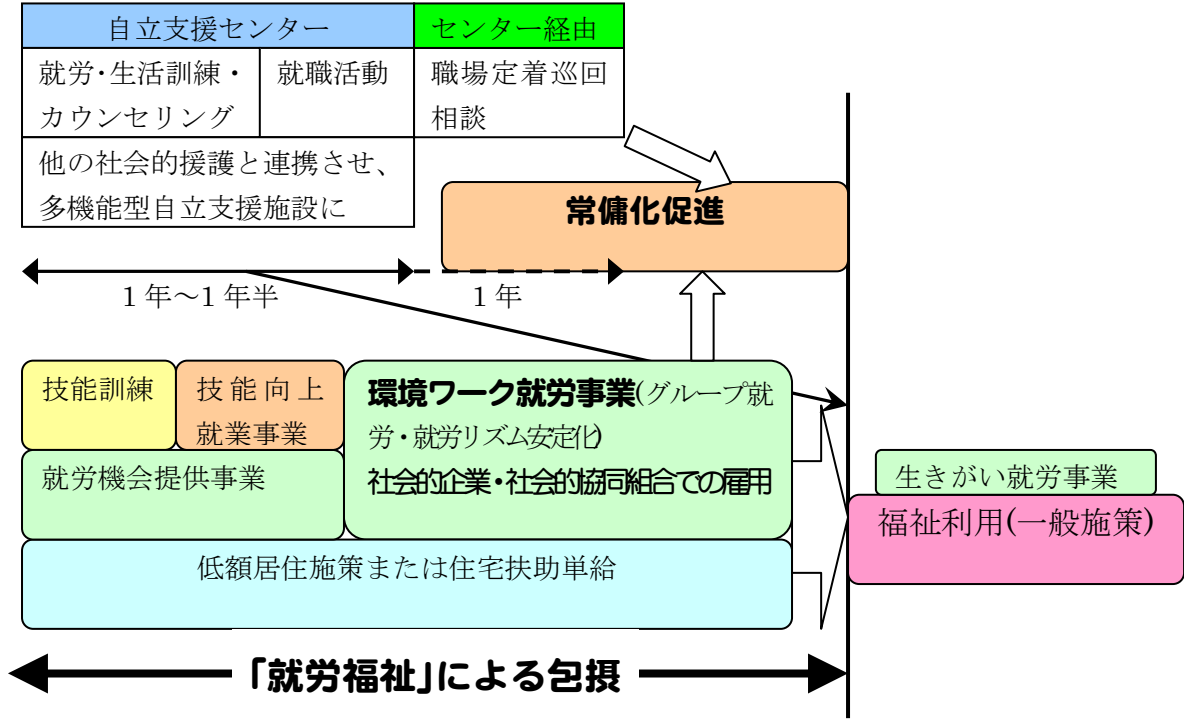 自立支援センター
センター経由
就労・生活訓練・
カウンセリング
就職活動
職場定着巡回
相談
他の社会的援護と連携させ、
多機能型自立支援施設に
常傭化促進
1年～1年半
1年
技能訓練
技能向上
就業事業
環境ワーク就労事業(グループ就
労・就労リズム安定化)
社会的企業・社会的協同組合での雇用
就労機会提供事業
生きがい就労事業
福祉利用(一般施策)
低額居住施策または住宅扶助単給
「就労福祉」による包摂